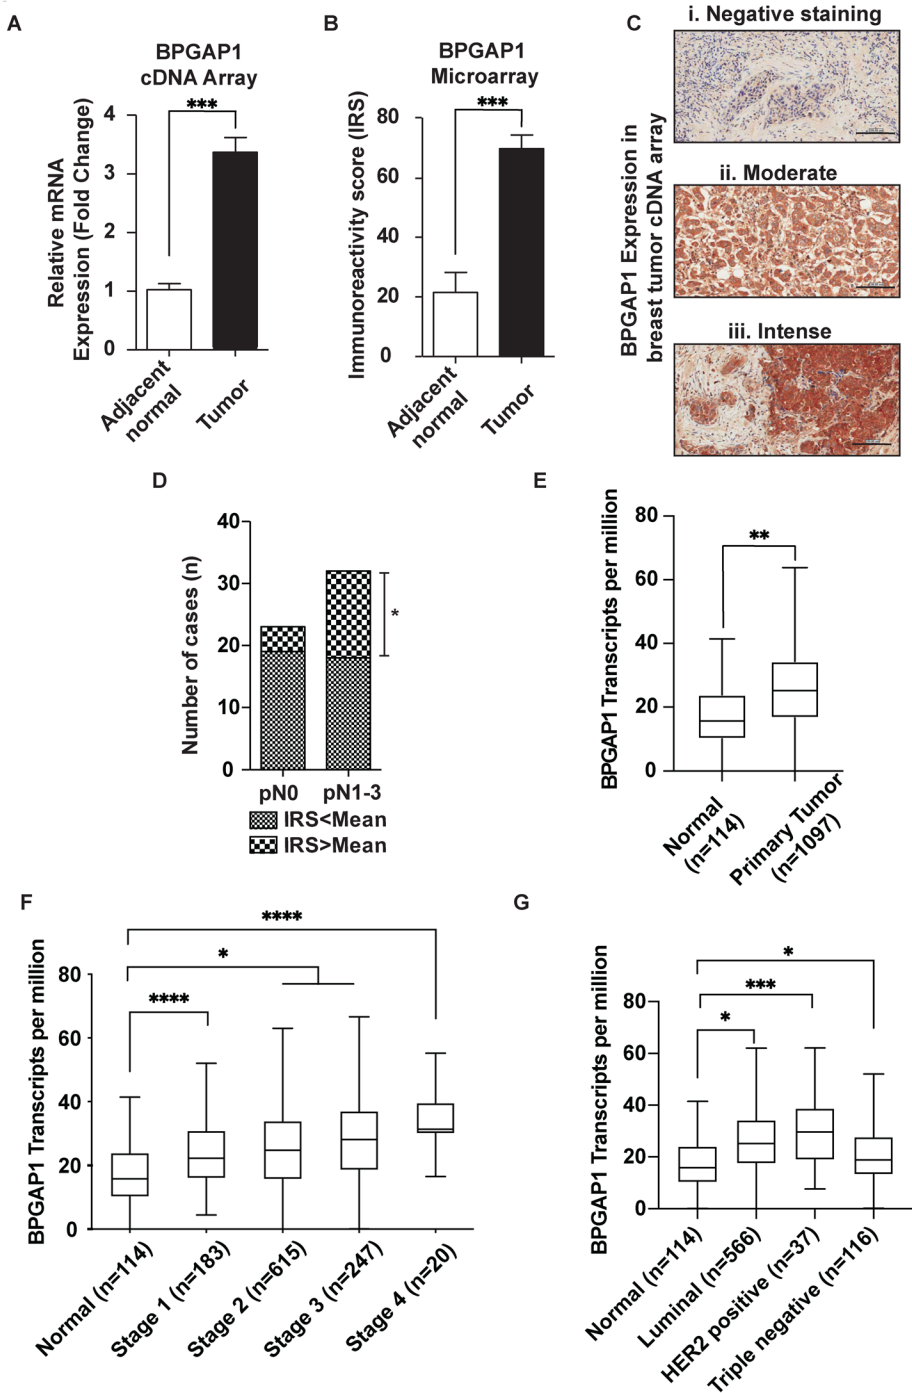 A
BPGAP1
cDNA Array
***
Relative mRNA
Expression (Fold Change)
4
3
2
1
0
Adjacent
normal
Tumor
B
BPGAP1
Microarray
***
Immunoreactivity score (IRS)
80
60
40
20
0
Adjacent
normal
Tumor
C
BPGAP1 Expression in
breast tumor cDNA array
i. Negative staining
ii. Moderate
iii. Intense
D
Number of cases (n)
40
30
20
10
0
*
pN0
pN1-3
IRS<Mean
IRS>Mean
E
BPGAP1 Transcripts per million
80
60
40
20
0
**
Normal
(n=114)
Primary Tumor
(n=1097)
F
BPGAP1 Transcripts per million
80
60
40
20
0
****
*
****
Normal (n=114)
Stage 1 (n=183)
Stage 2 (n=615)
Stage 3 (n=247)
Stage 4 (n=20)
G
BPGAP1 Transcripts per million
80
60
40
20
0
*
***
*
Normal (n=114)
Luminal (n=566)
HER2 positive (n=37)
Triple negative (n=116)